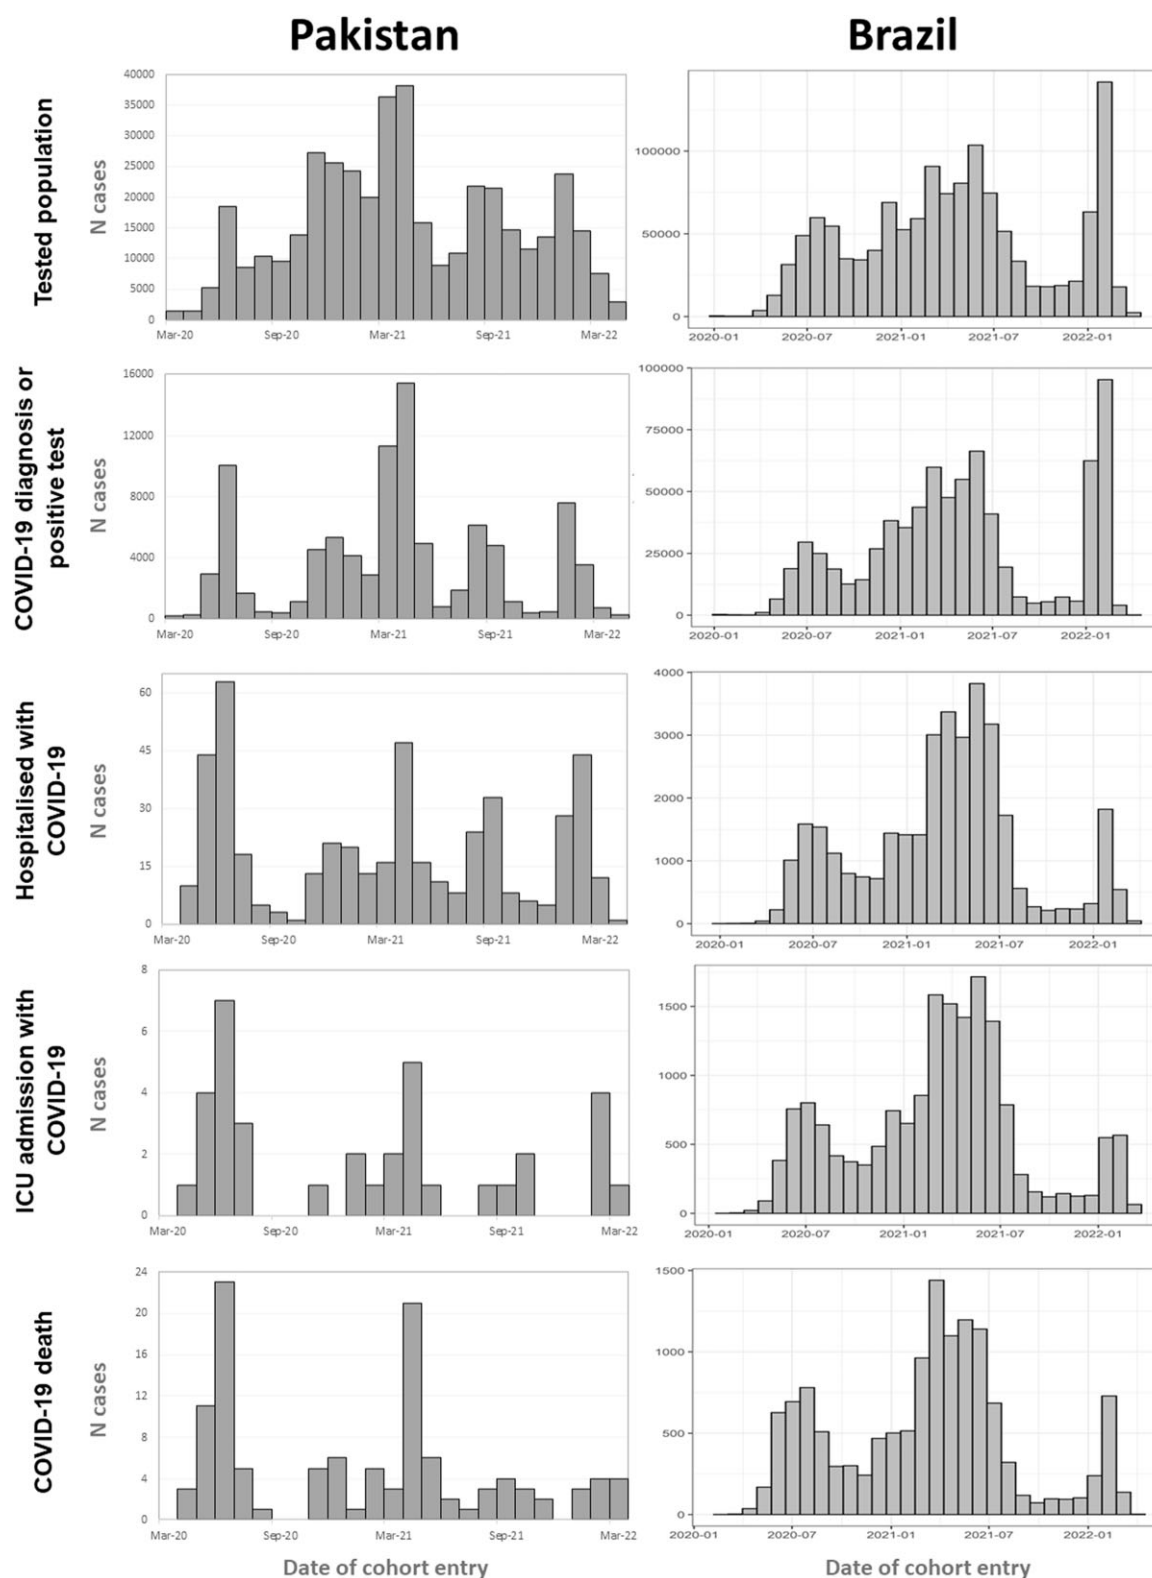 Pakistan
Brazil
Tested population
N cases
40000
35000
30000
25000
20000
15000
10000
5000
0
Mar-20 Sep-20 Mar-21 Sep-21 Mar-22
100000
50000
0
2020-01 2020-07 2021-01 2021-07 2022-01
COVID-19 diagnosis or
positive test
N cases
16000
12000
8000
4000
0
Mar-20 Sep-20 Mar-21 Sep-21 Mar-22
100000
75000
50000
25000
0
2020-01 2020-07 2021-01 2021-07 2022-01
Hospitalised with
COVID-19
N cases
60
45
30
15
0
Mar-20 Sep-20 Mar-21 Sep-21 Mar-22
4000
3000
2000
1000
0
2020-01 2020-07 2021-01 2021-07 2022-01
ICU admission with
COVID-19
N cases
8
6
4
2
0
Mar-20 Sep-20 Mar-21 Sep-21 Mar-22
1500
1000
500
0
2020-01 2020-07 2021-01 2021-07 2022-01
COVID-19 death
N cases
24
20
16
12
8
4
0
Mar-20 Sep-20 Mar-21 Sep-21 Mar-22
1500
1000
500
0
2020-01 2020-07 2021-01 2021-07 2022-01
Date of cohort entry
Date of cohort entry